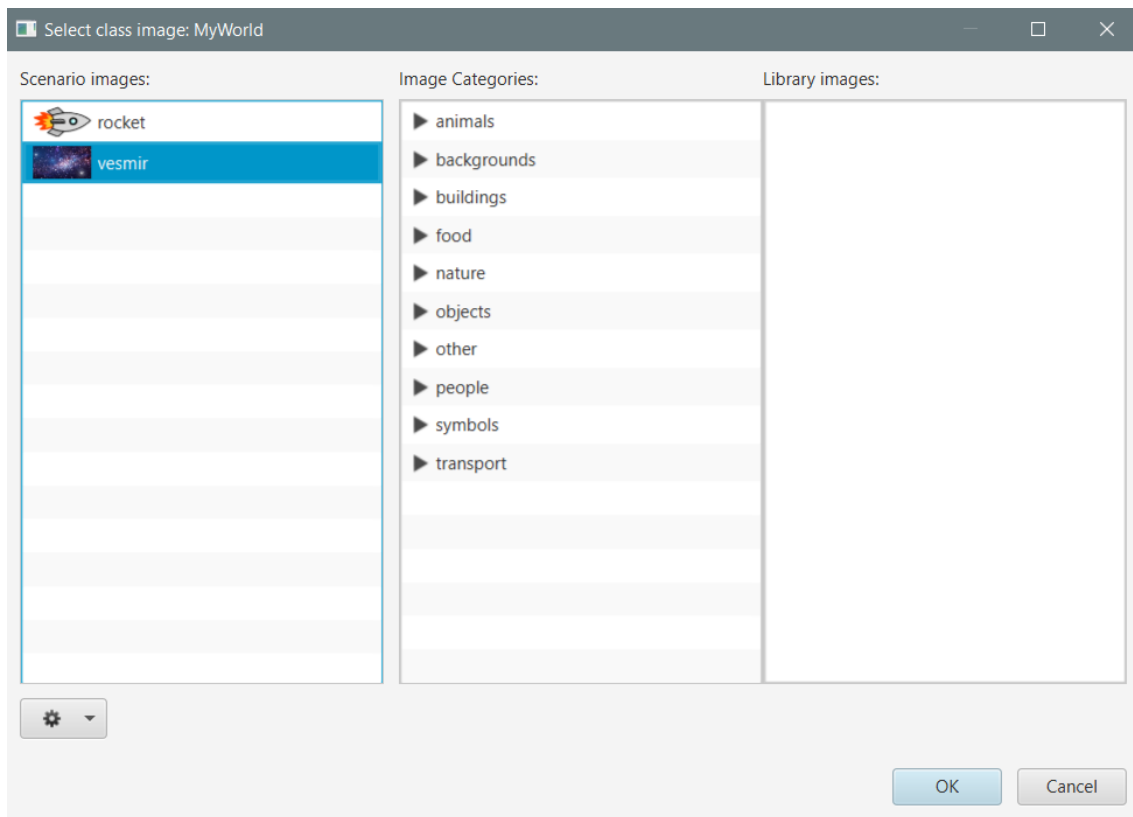 Select class image: MyWorld
Scenario images:
rocket
vesmir
Image Categories:
animals
backgrounds
buildings
food
nature
objects
other
people
symbols
transport
Library images:
OK
Cancel